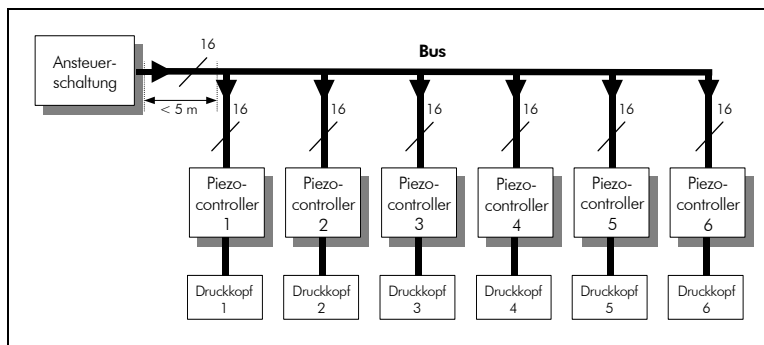 16
Bus
Ansteuer-
schaltung
< 5 m
16
16
16
16
16
16
Piezo-
controller
1
Piezo-
controller
2
Piezo-
controller
3
Piezo-
controller
4
Piezo-
controller
5
Piezo-
controller
6
Druckkopf
1
Druckkopf
2
Druckkopf
3
Druckkopf
4
Druckkopf
5
Druckkopf
6